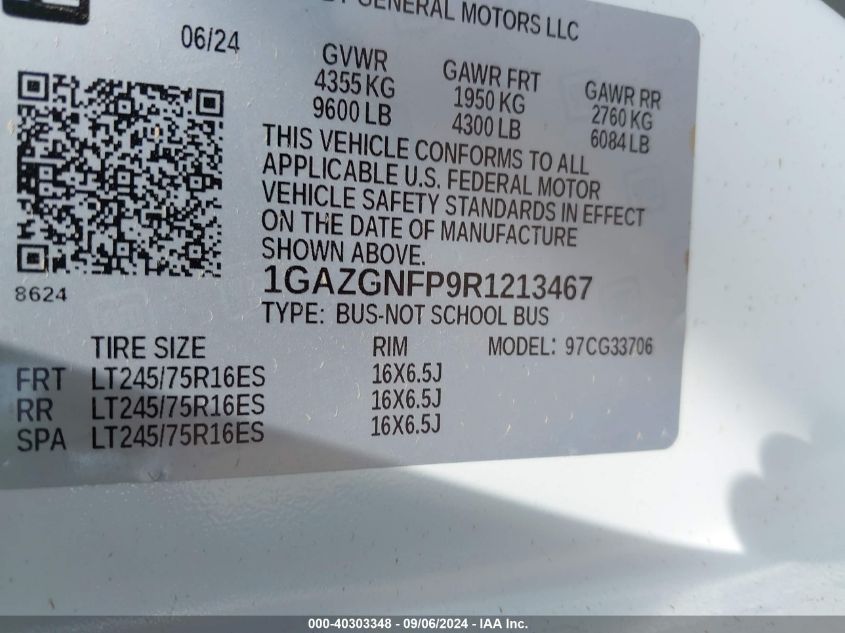 GENERAL MOTORS LLC
06/24
GVWR
4355 KG
9600 LB
GAWR FRT
1950 KG
4300 LB
GAWR RR
2760 KG
6084 LB
THIS VEHICLE CONFORMS TO ALL
APPLICABLE U.S. FEDERAL MOTOR
VEHICLE SAFETY STANDARDS IN EFFECT
ON THE DATE OF MANUFACTURE
SHOWN ABOVE.
8624
1GAZGNFP9R1213467
TYPE: BUS-NOT SCHOOL BUS
TIRE SIZE RIM MODEL: 97CG33706
FRT LT245/75R16ES 16X6.5J
RR LT245/75R16ES 16X6.5J
SPA LT245/75R16ES 16X6.5J
000-40303348 - 09/06/2024 - IAA Inc.